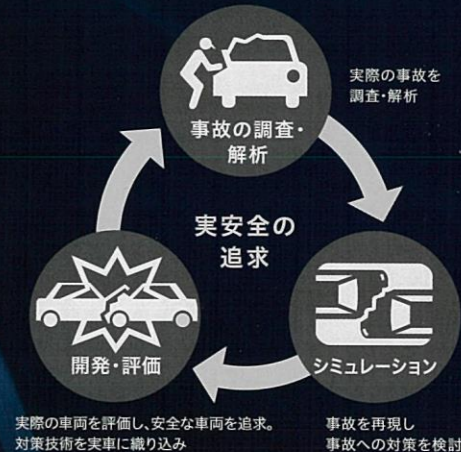 事故の調査・
解析
実際の事故を
調査・解析
実安全の
追求
シミュレーション
事故を再現し
事故への対策を検討
開発・評価
実際の車両を評価し、安全な車両を追求。
対策技術を実車に織り込み